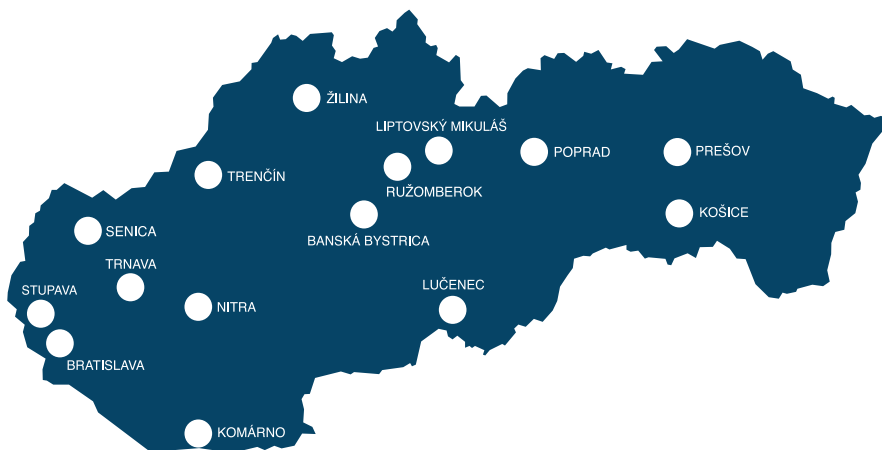 ŽILINA
LIPTOVSKÝ MIKULÁŠ
POPRAD
PREŠOV
TRENČÍN
RUŽOMBEROK
KOŠICE
SENICA
BANSKÁ BYSTRICA
TRNAVA
STUPAVA
LUČENEC
NITRA
BRATISLAVA
KOMÁRNO